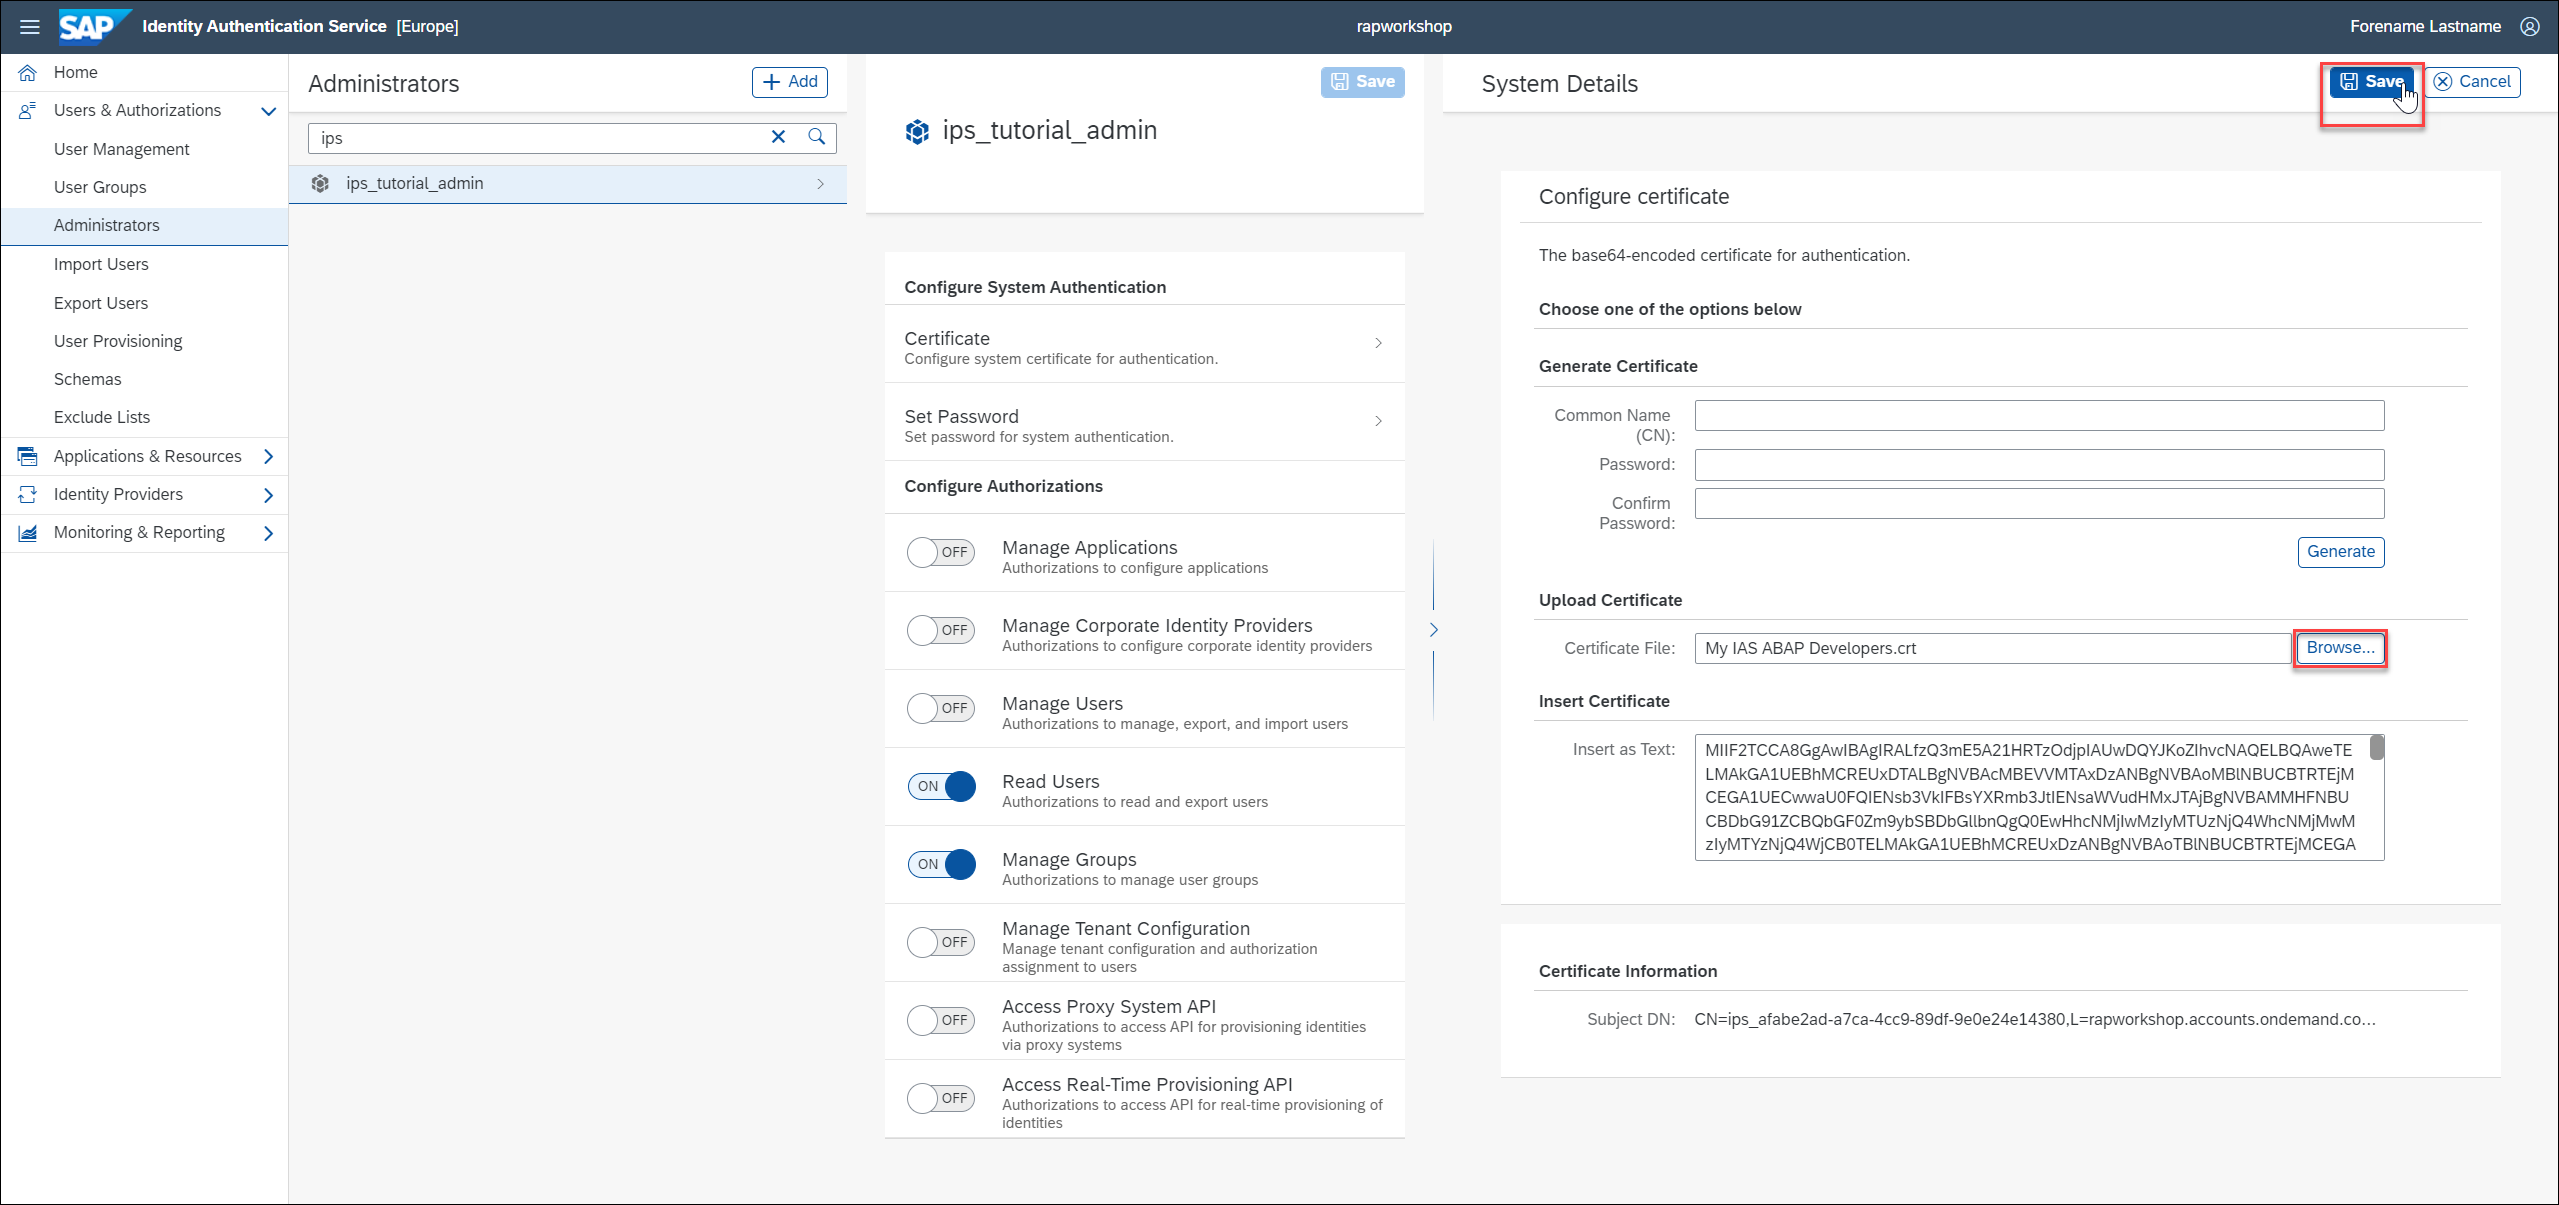 SAP Identity Authentication Service [Europe]
rapworkshop
Forename Lastname
Home
Users & Authorizations
User Management
User Groups
Administrators
Import Users
Export Users
User Provisioning
Schemas
Exclude Lists
Applications & Resources
Identity Providers
Monitoring & Reporting
Administrators
Add
ips
ips_tutorial_admin
Save
ips_tutorial_admin
Configure System Authentication
Certificate
Configure system certificate for authentication.
Set Password
Set password for system authentication.
Configure Authorizations
OFF
Manage Applications
Authorizations to configure applications
OFF
Manage Corporate Identity Providers
Authorizations to configure corporate identity providers
OFF
Manage Users
Authorizations to manage, export, and import users
ON
Read Users
Authorizations to read and export users
ON
Manage Groups
Authorizations to manage user groups
OFF
Manage Tenant Configuration
Manage tenant configuration and authorization
assignment to users
OFF
Access Proxy System API
Authorizations to access API for provisioning identities
via proxy systems
OFF
Access Real-Time Provisioning API
Authorizations to access API for real-time provisioning of
identities
System Details
Save
Cancel
Configure certificate
The base64-encoded certificate for authentication.
Choose one of the options below
Generate Certificate
Common Name
(CN):
Password:
Confirm
Password:
Generate
Upload Certificate
Certificate File: My IAS ABAP Developers.crt
Browse...
Insert Certificate
Insert as Text:
MIIF2TCCA8GgAwIBAgIRALfzQ3mE5A21HRTzOdjpIAUwDQYJKoZIhvcNAQELBQAweTE
LMAkGA1UEBhMCREUxDTALBgNVBAcMBEVVMTAxDzANBgNVBAoMBlNBUCBTRTEjM
CEGA1UECwwaU0FQIENsb3VkIFBsYXRmb3JtIENsaWVudHMxJTAjBgNVBAMMHFNBU
CBDbG91ZCBQbGF0Zm9ybSBDbGllbnQgQ0EwHhcNMjIwMzIyMTUzNjQ4WhcNMjMwM
zIyMTYzNjQ4WjCB0TELMAkGA1UEBhMCREUxDzANBgNVBAoTBlNBUCBTRTEjMCEGA
Certificate Information
Subject DN: CN=ips_afabe2ad-a7ca-4cc9-89df-9e0e24e14380,L=rapworkshop.accounts.ondemand.co...